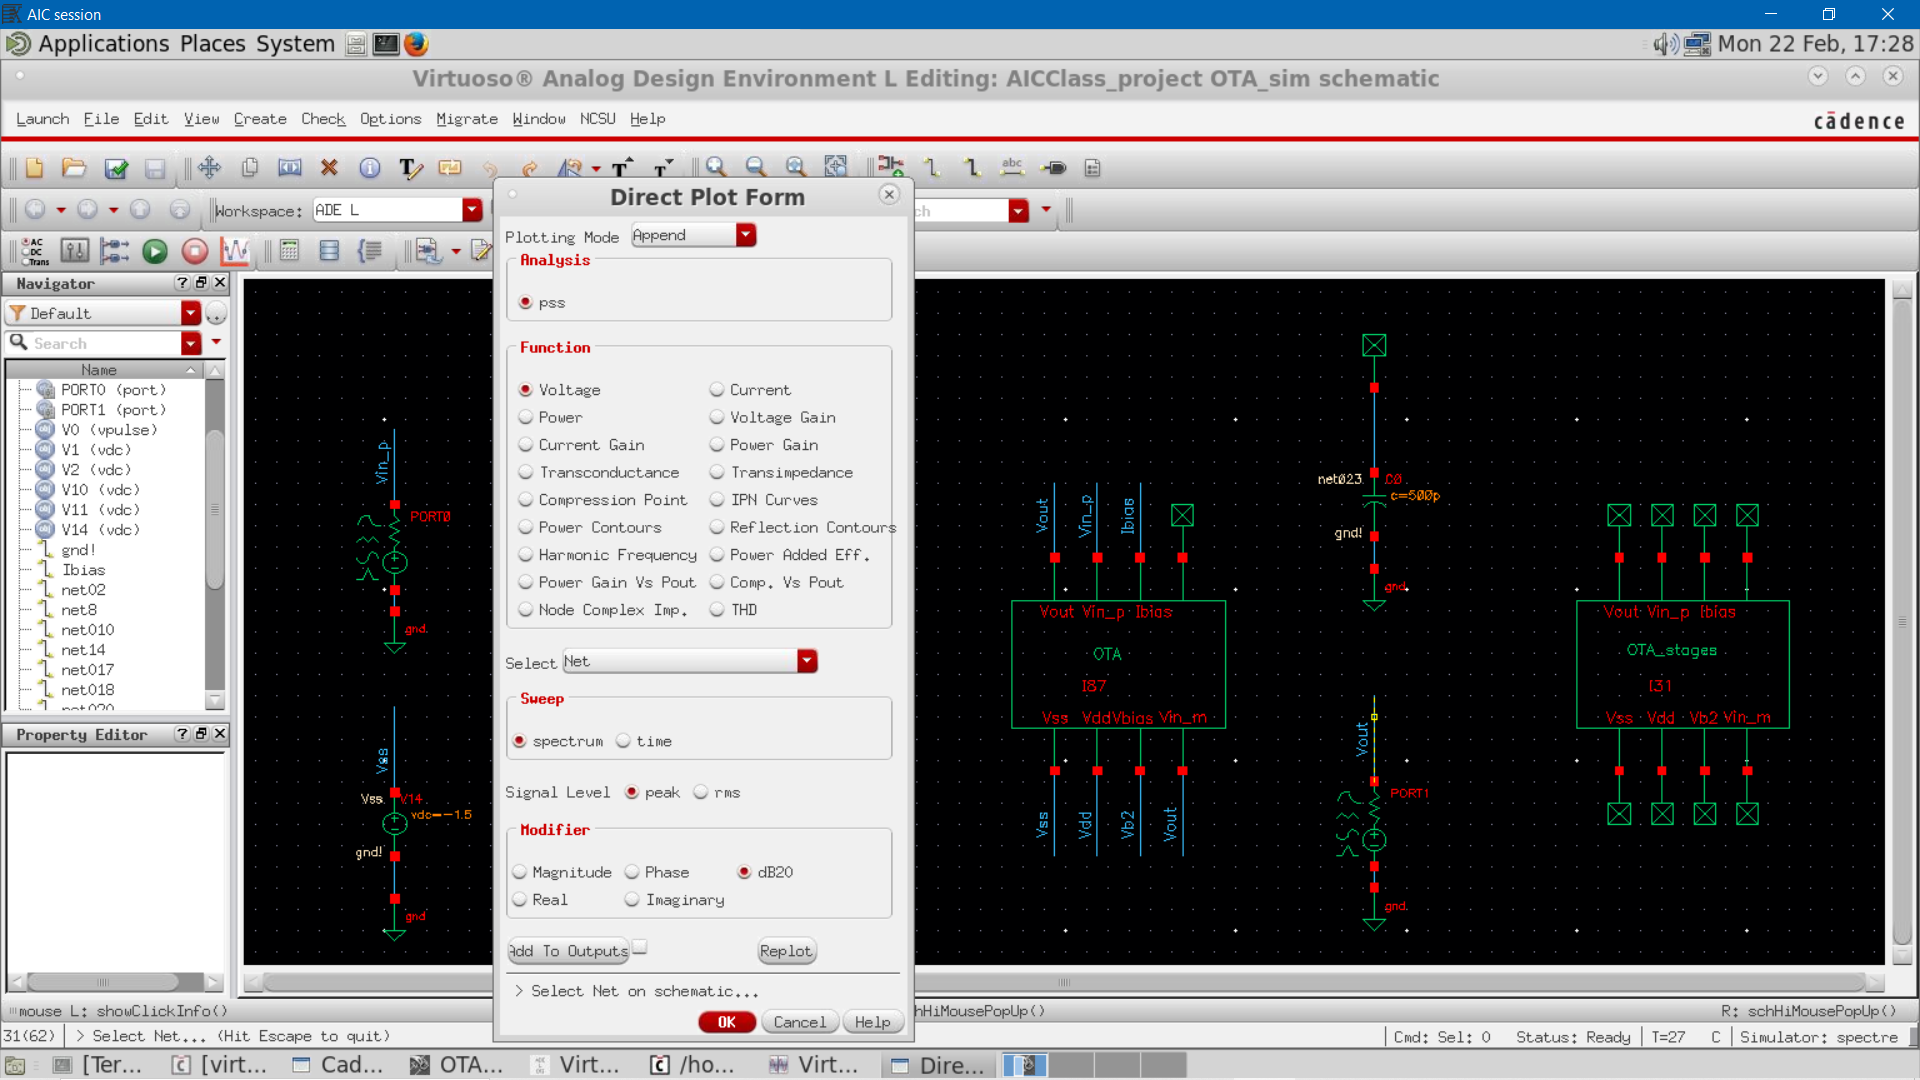 AIC session
Applications Places System
Mon 22 Feb, 17:28
Virtuoso® Analog Design Environment L Editing: AICClass_project OTA_sim schematic
Launch File Edit View Create Check Options Migrate Window NCSU Help
cādence
abc
Workspace: ADE L
ch
AC
DC
Trans
Navigator
Default
Search
Name
PORT0 (port)
PORT1 (port)
V0 (vpulse)
V1 (vdc)
V2 (vdc)
V10 (vdc)
V11 (vdc)
V14 (vdc)
gnd!
Ibias
net02
net8
net010
net14
net017
net018
net020
Property Editor
Direct Plot Form
Plotting Mode Append
Analysis
pss
Function
Voltage Current
Power Voltage Gain
Current Gain Power Gain
Transconductance Transimpedance
Compression Point IPN Curves
Power Contours Reflection Contours
Harmonic Frequency Power Added Eff.
Power Gain Vs Pout Comp. Vs Pout
Node Complex Imp. THD
Select Net
Sweep
spectrum time
Signal Level peak rms
Modifier
Magnitude Phase dB20
Real Imaginary
Add To Outputs Replot
> Select Net on schematic...
OK Cancel Help
Vin_p
PORT0
gnd
Vss
Vss V14
vdc=-1.5
gnd!
gnd
Vout Vin_p Ibias
Vout Vin_p Ibias
OTA
I87
Vss Vdd Vbias Vin_m
Vss Vdd Vb2 Vout
net023 C0
c=500p
gnd!
gnd
Vout
PORT1
gnd
Vout Vin_p Ibias
OTA_stages
I31
Vss Vdd Vb2 Vin_m
mouse L: showClickInfo()
hHiMousePopUp()
R: schHiMousePopUp()
31(62) > Select Net... (Hit Escape to quit)
Cmd: Sel: 0 Status: Ready T=27 C Simulator: spectre
[Ter... [virt... Cad... OTA... Virt... /ho... Virt... Dire...